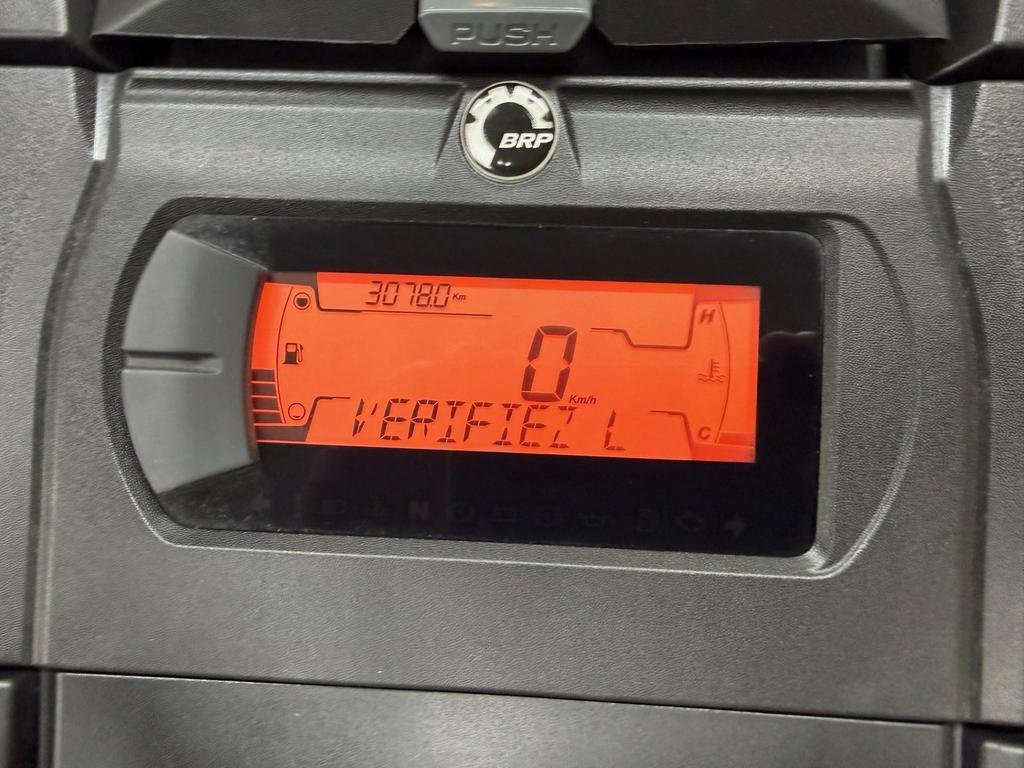 PUSH
BRP
3078.0 Km
H
0
Km/h
VERIFIEZ L
C
N